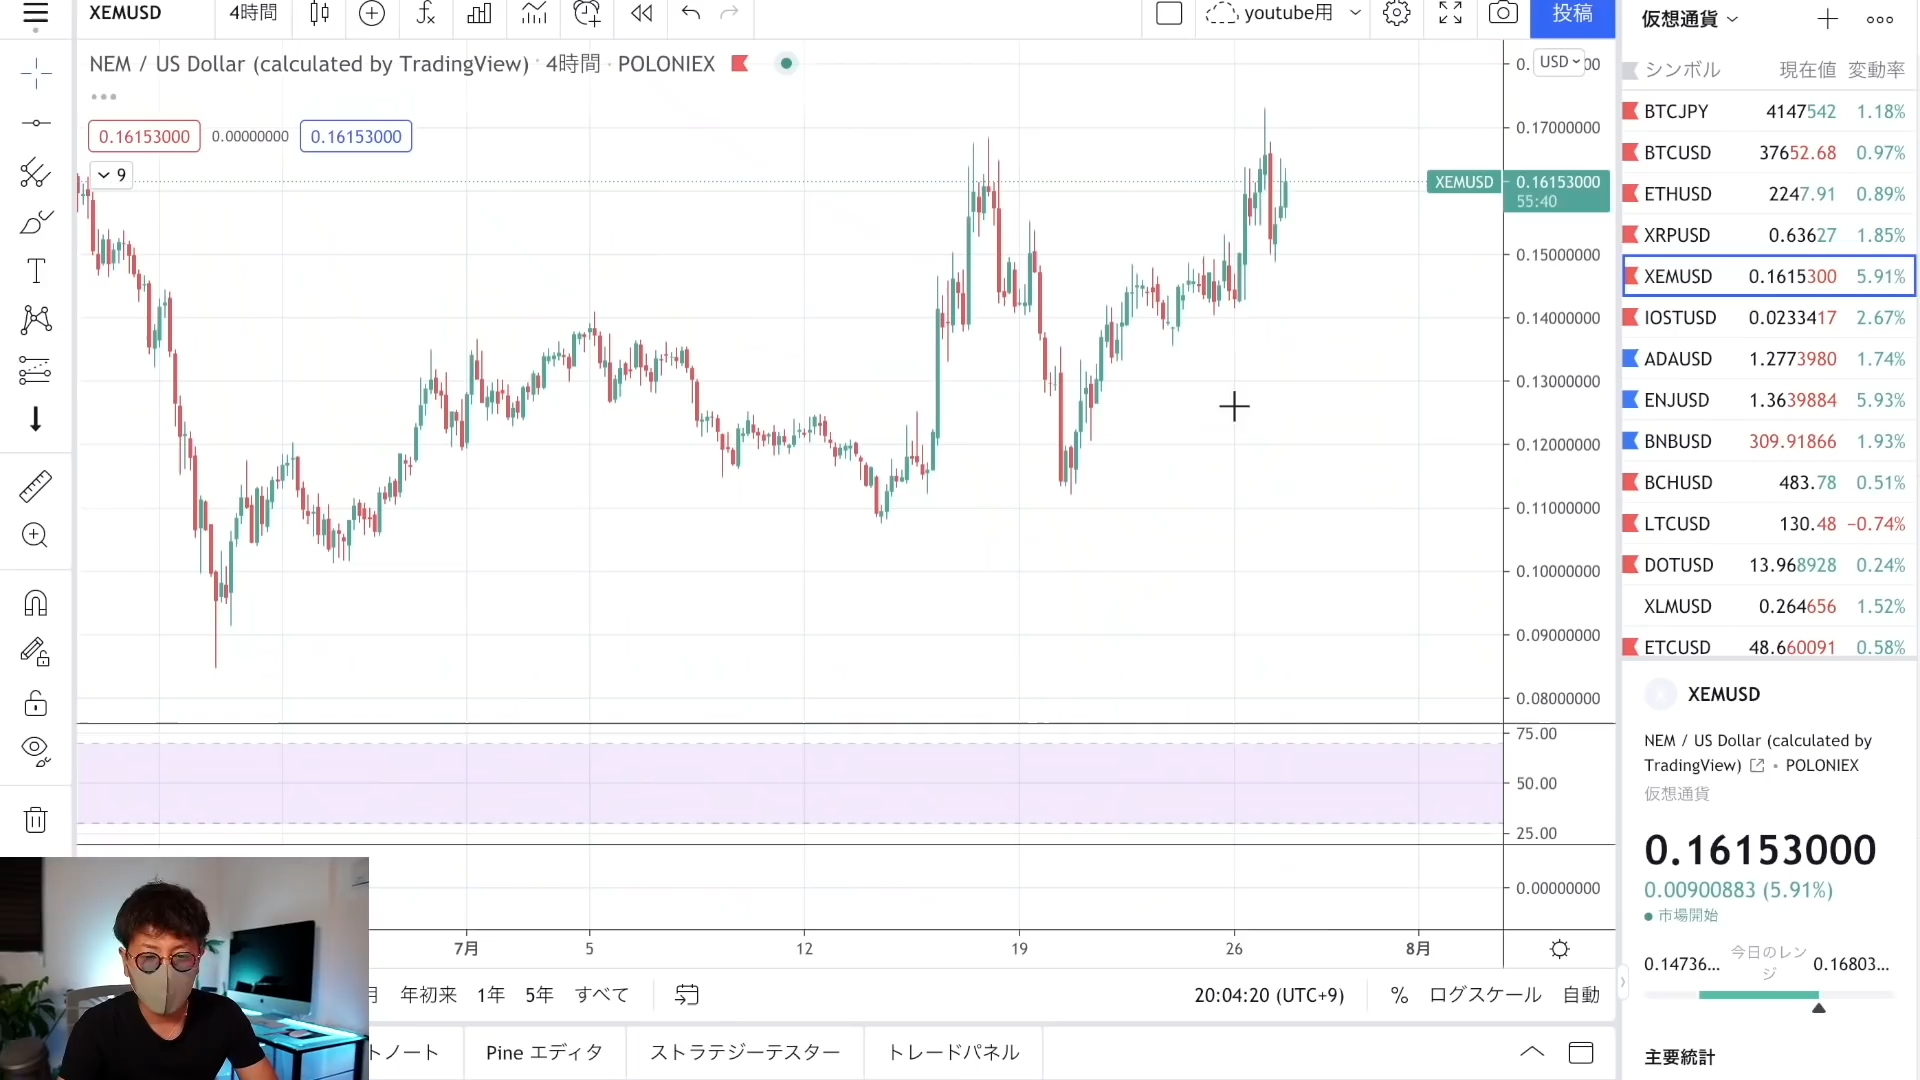 XEMUSD
4時間
youtube用
投稿
NEM / US Dollar (calculated by TradingView) · 4時間 · POLONIEX
0.16153000 0.00000000 0.16153000
9
USD
0.17000000
XEMUSD 0.16153000
55:40
0.15000000
0.14000000
0.13000000
0.12000000
0.11000000
0.10000000
0.09000000
0.08000000
75.00
50.00
25.00
0.00000000
7月 5 12 19 26 8月
年初来 1年 5年 すべて
20:04:20 (UTC+9) % ログスケール 自動
トノート Pine エディタ ストラテジーテスター トレードパネル
仮想通貨
シンボル 現在値 変動率
BTCJPY 4147542 1.18%
BTCUSD 37652.68 0.97%
ETHUSD 2247.91 0.89%
XRPUSD 0.63627 1.85%
XEMUSD 0.1615300 5.91%
IOSTUSD 0.0233417 2.67%
ADAUSD 1.2773980 1.74%
ENJUSD 1.3639884 5.93%
BNBUSD 309.91866 1.93%
BCHUSD 483.78 0.51%
LTCUSD 130.48 −0.74%
DOTUSD 13.968928 0.24%
XLMUSD 0.264656 1.52%
ETCUSD 48.660091 0.58%
XEMUSD
NEM / US Dollar (calculated by
TradingView) • POLONIEX
仮想通貨
0.16153000
0.00900883 (5.91%)
市場開始
0.14736... 今日のレン
ジ 0.16803...
主要統計